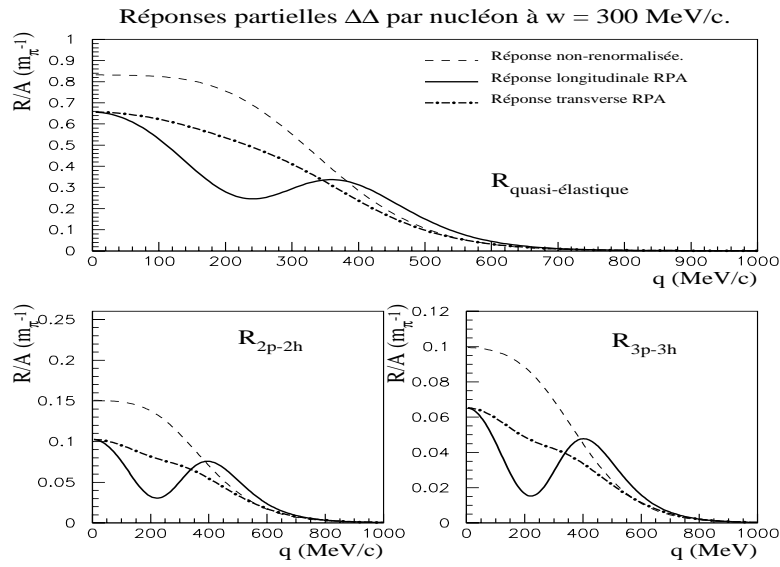 Réponses partielles ΔΔ par nucléon à w = 300 MeV/c.
R/A (m_π^-1)
1
0.9
0.8
0.7
0.6
0.5
0.4
0.3
0.2
0.1
0
Réponse non-renormalisée.
Réponse longitudinale RPA
Réponse transverse RPA
R_quasi-élastique
0 100 200 300 400 500 600 700 800 900 1000
q (MeV/c)
R/A (m_π^-1)
0.25
0.2
0.15
0.1
0.05
0
R_2p-2h
0 200 400 600 800 1000
q (MeV/c)
R/A (m_π^-1)
0.12
0.1
0.08
0.06
0.04
0.02
0
R_3p-3h
0 200 400 600 800 1000
q (MeV)